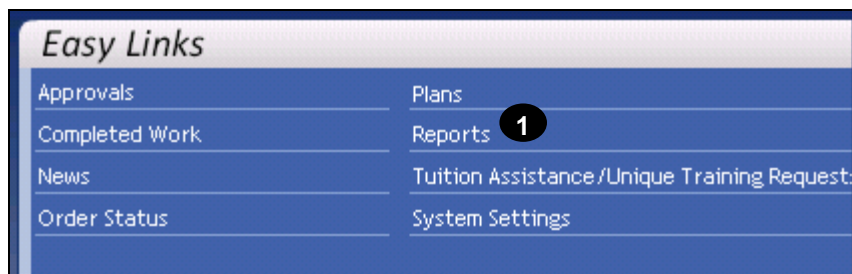 Easy Links
Approvals
Plans
Completed Work
Reports 1
News
Tuition Assistance/Unique Training Request
Order Status
System Settings